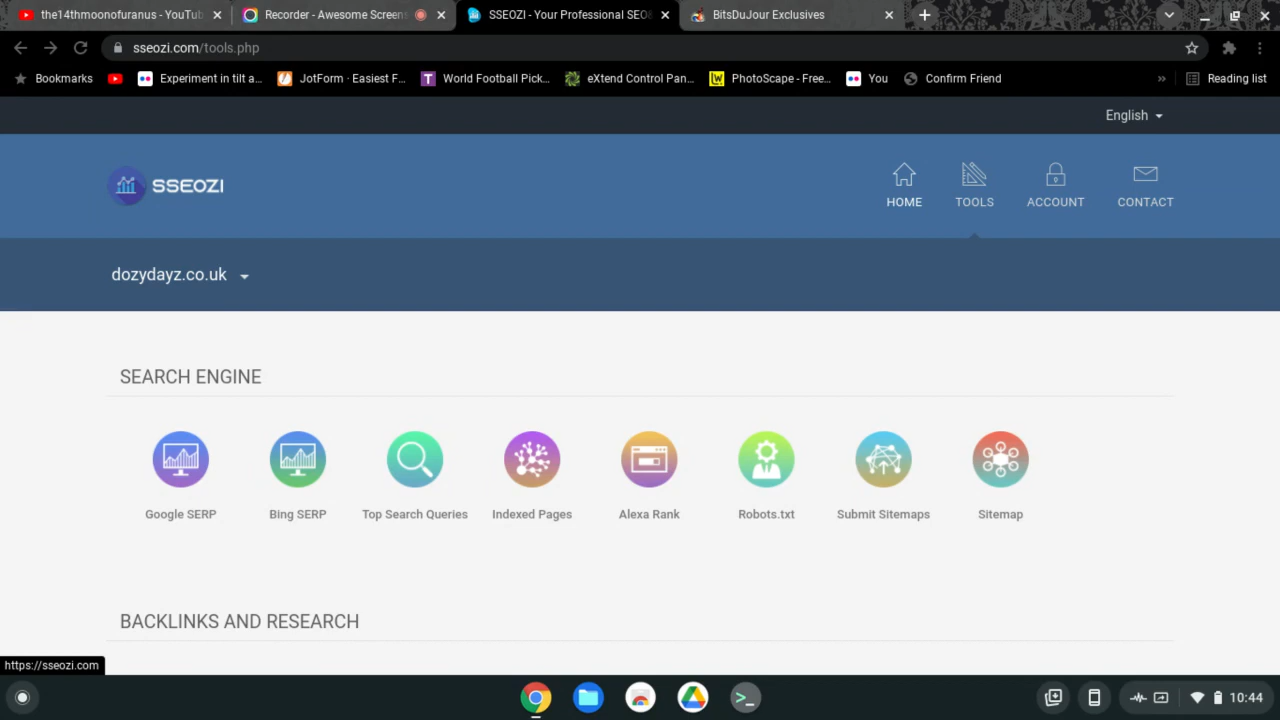 the14thmoonofuranus - YouTub
Recorder - Awesome Screens
SSEOZI - Your Professional SEO
BitsDuJour Exclusives
sseozi.com/tools.php
Bookmarks
Experiment in tilt a...
JotForm · Easiest F...
World Football Pick...
eXtend Control Pan...
PhotoScape - Free...
You
Confirm Friend
»
Reading list
English
SSEOZI
HOME
TOOLS
ACCOUNT
CONTACT
dozydayz.co.uk
SEARCH ENGINE
Google SERP
Bing SERP
Top Search Queries
Indexed Pages
Alexa Rank
Robots.txt
Submit Sitemaps
Sitemap
BACKLINKS AND RESEARCH
https://sseozi.com
10:44